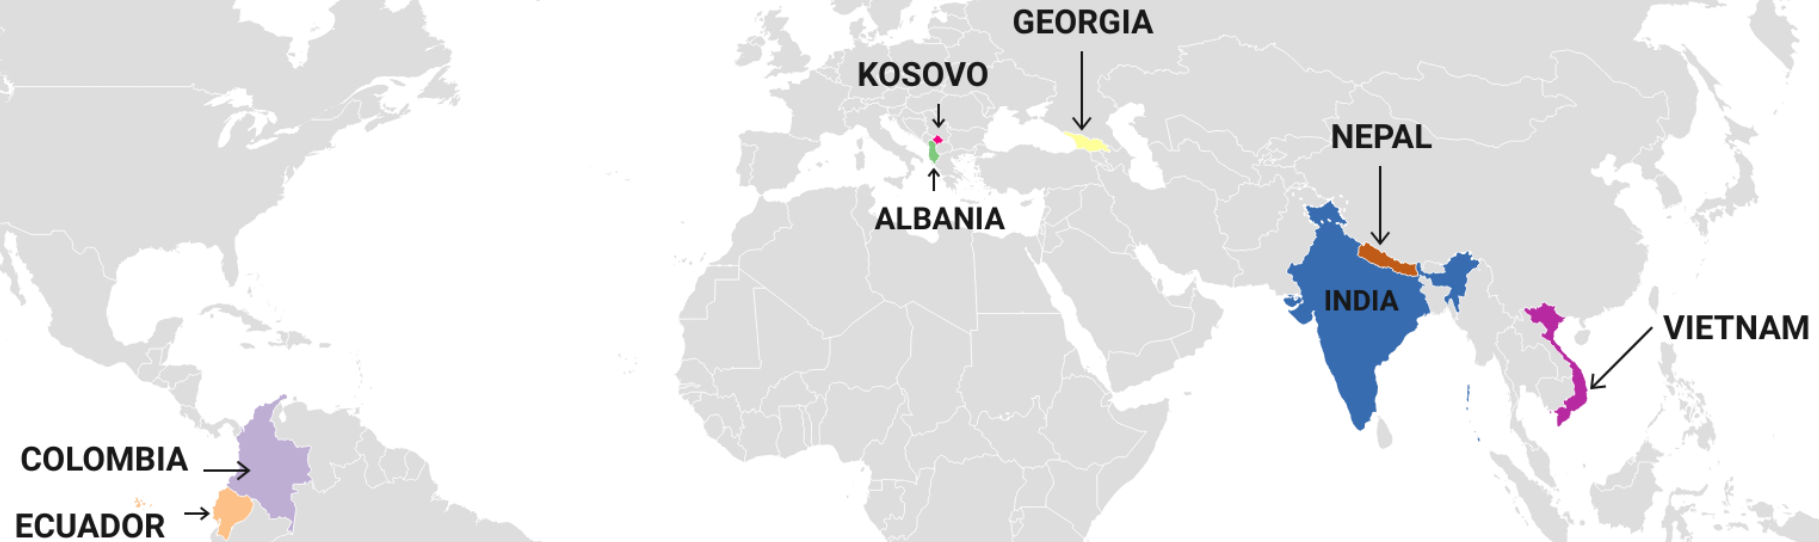 GEORGIA
KOSOVO
NEPAL
ALBANIA
INDIA
VIETNAM
COLOMBIA
ECUADOR